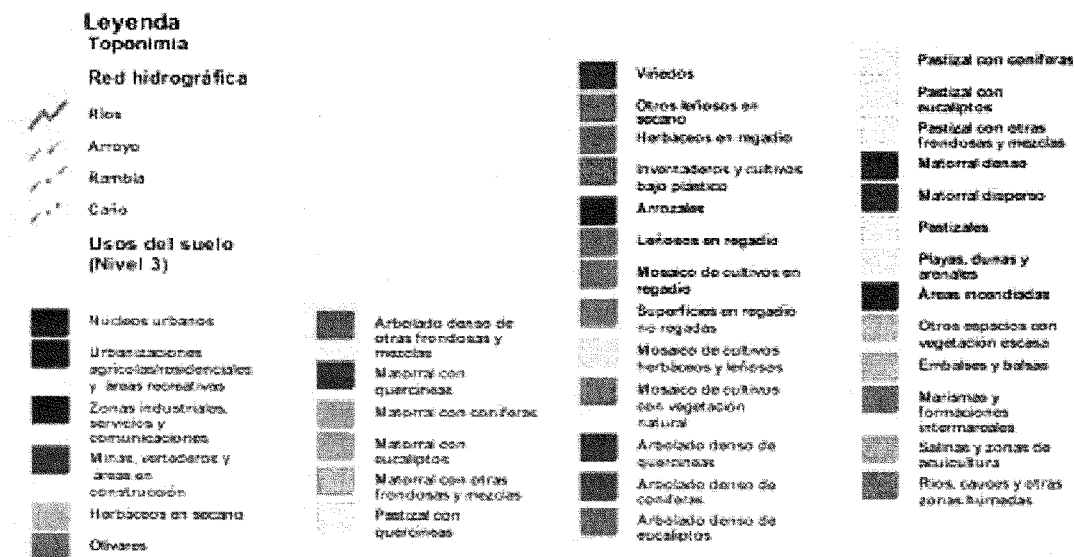 Leyenda
Toponimia
Red hidrográfica
Ríos
Arroyo
Rambla
Caño
Usos del suelo
(Nivel 3)
Nucleos urbanos
Urbanizaciones
agrícolas/residenciales
y áreas recreativas
Zonas industriales,
servicios y
comunicaciones
Minas, vertederos y
áreas en
construcción
Herbáceos en secano
Olivares
Arbolado denso de
otras frondosas y
mezclas
Matorral con
quercíneas
Matorral con coníferas
Matorral con
eucaliptos
Matorral con otras
frondosas y mezclas
Pastizal con
quercíneas
Viñedos
Otros leñosos en
secano
Herbáceos en regadío
Invernaderos y cultivos
bajo plástico
Arrozales
Leñosos en regadío
Mosaico de cultivos en
regadío
Superficies en regadío
no regadas
Mosaico de cultivos
herbáceos y leñosos
Mosaico de cultivos
con vegetación
natural
Arbolado denso de
quercíneas
Arbolado denso de
coníferas
Arbolado denso de
eucaliptos
Pastizal con coníferas
Pastizal con
eucaliptos
Pastizal con otras
frondosas y mezclas
Matorral denso
Matorral disperso
Pastizales
Playas, dunas y
arenales
Áreas incendiadas
Otros espacios con
vegetación escasa
Embalses y balsas
Marismas y
formaciones
intermareales
Salinas y zonas de
acuicultura
Ríos, cauces y otras
zonas húmedas